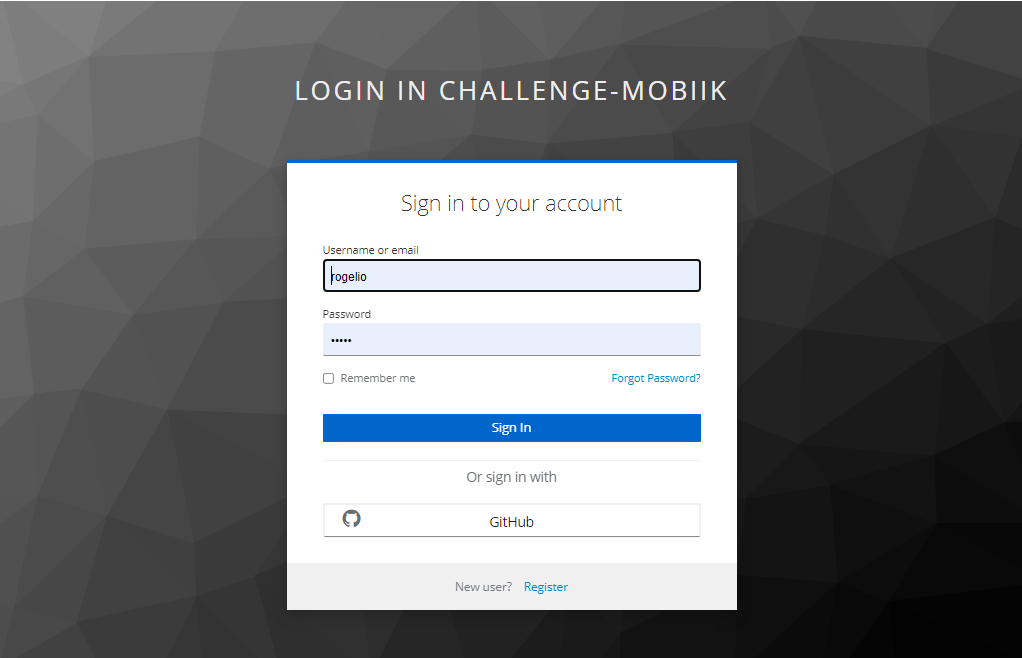 LOGIN IN CHALLENGE-MOBIIK
Sign in to your account
Username or email
rogelio
Password
•••••
Remember me Forgot Password?
Sign In
Or sign in with
GitHub
New user? Register